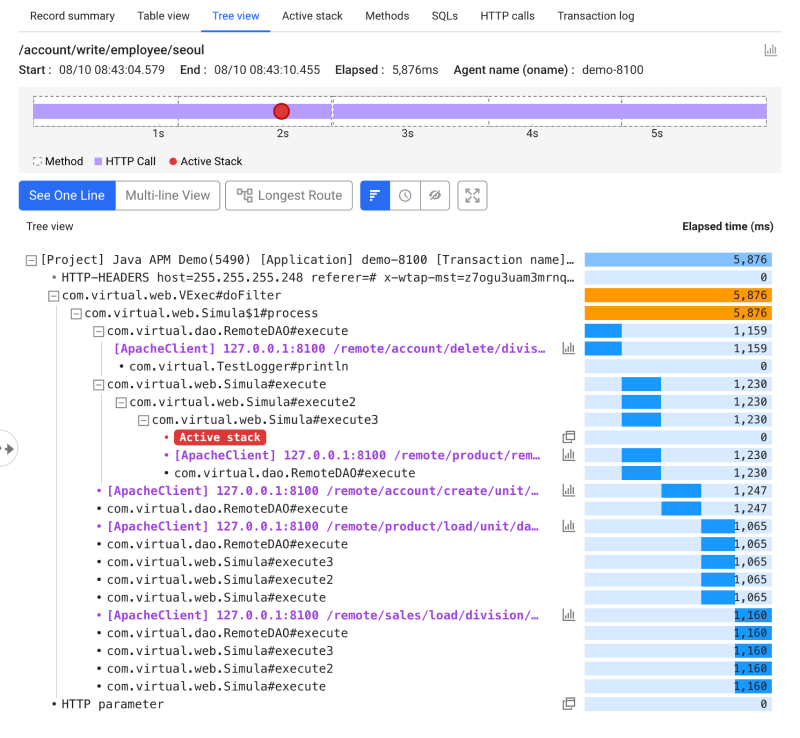 Record summary Table view Tree view Active stack Methods SQLs HTTP calls Transaction log
/account/write/employee/seoul
Start : 08/10 08:43:04.579 End : 08/10 08:43:10.455 Elapsed : 5,876ms Agent name (oname) : demo-8100
1s 2s 3s 4s 5s
Method HTTP Call Active Stack
See One Line Multi-line View Longest Route
Tree view Elapsed time (ms)
[Project] Java APM Demo(5490) [Application] demo-8100 [Transaction name]… 5,876
HTTP-HEADERS host=255.255.255.248 referer=# x-wtap-mst=z7ogu3uam3mrnq… 0
com.virtual.web.VExec#doFilter 5,876
com.virtual.web.Simula$1#process 5,876
com.virtual.dao.RemoteDAO#execute 1,159
[ApacheClient] 127.0.0.1:8100 /remote/account/delete/divis… 1,159
com.virtual.TestLogger#println 0
com.virtual.web.Simula#execute 1,230
com.virtual.web.Simula#execute2 1,230
com.virtual.web.Simula#execute3 1,230
Active stack 0
[ApacheClient] 127.0.0.1:8100 /remote/product/rem… 1,230
com.virtual.dao.RemoteDAO#execute 1,230
[ApacheClient] 127.0.0.1:8100 /remote/account/create/unit/… 1,247
com.virtual.dao.RemoteDAO#execute 1,247
[ApacheClient] 127.0.0.1:8100 /remote/product/load/unit/da… 1,065
com.virtual.dao.RemoteDAO#execute 1,065
com.virtual.web.Simula#execute3 1,065
com.virtual.web.Simula#execute2 1,065
com.virtual.web.Simula#execute 1,065
[ApacheClient] 127.0.0.1:8100 /remote/sales/load/division/… 1,160
com.virtual.dao.RemoteDAO#execute 1,160
com.virtual.web.Simula#execute3 1,160
com.virtual.web.Simula#execute2 1,160
com.virtual.web.Simula#execute 1,160
HTTP parameter 0